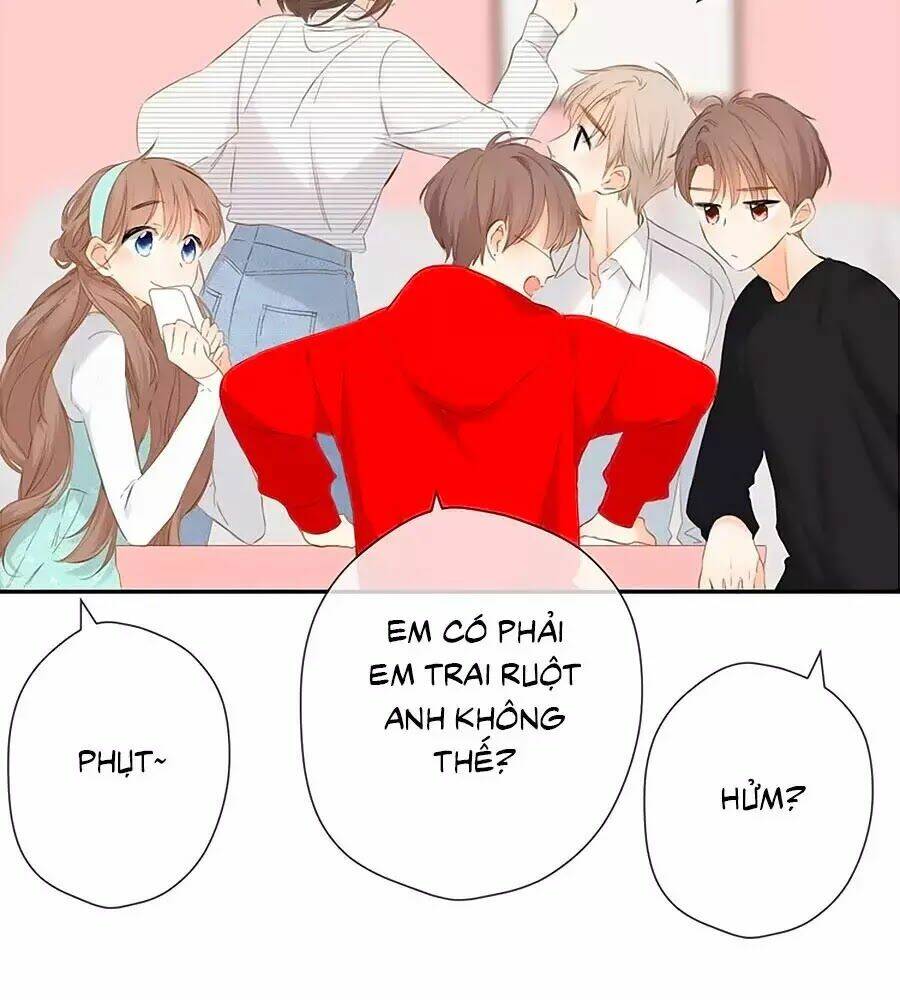 PHỤT~
EM CÓ PHẢI
EM TRAI RUỘT
ANH KHÔNG
THẾ?
HỬM?